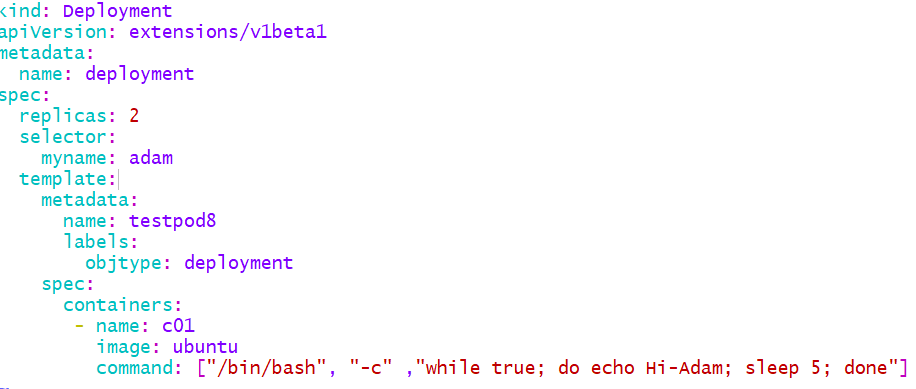 kind: Deployment
apiVersion: extensions/v1beta1
metadata:
  name: deployment
spec:
  replicas: 2
  selector:
    myname: adam
  template:
    metadata:
      name: testpod8
      labels:
        objtype: deployment
    spec:
      containers:
       - name: c01
         image: ubuntu
         command: ["/bin/bash", "-c" ,"while true; do echo Hi-Adam; sleep 5; done"]